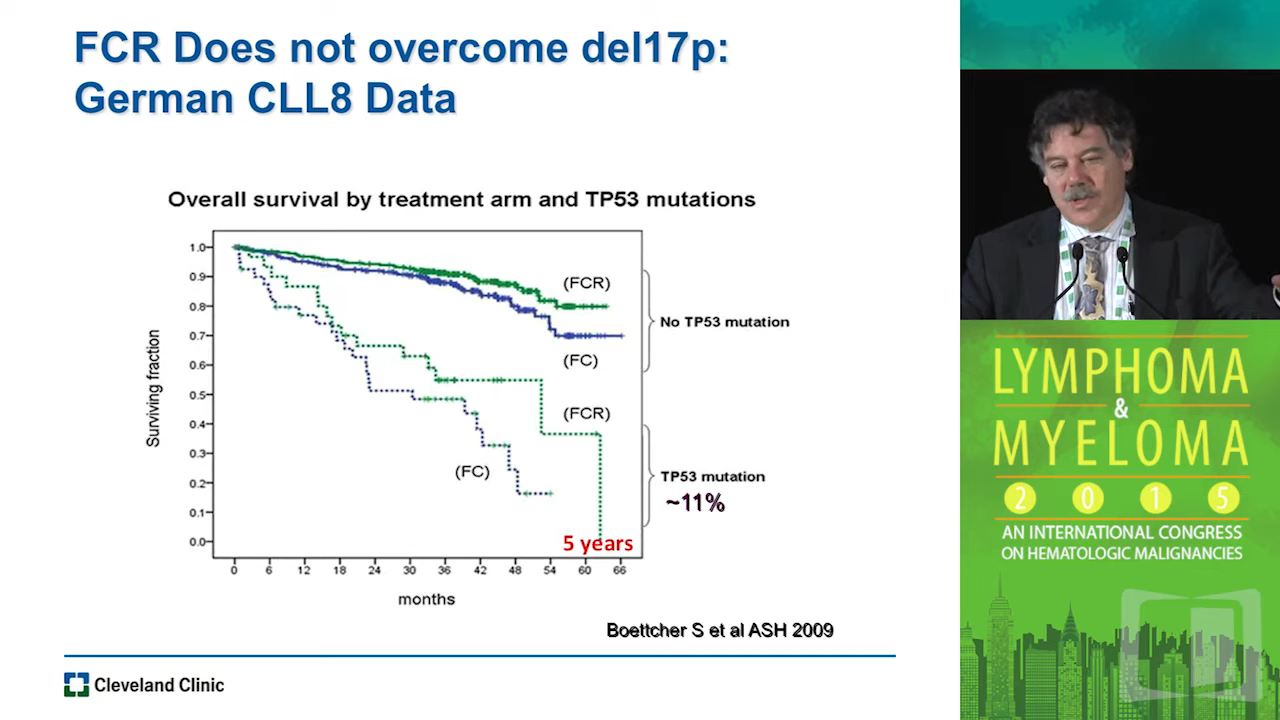 FCR Does not overcome del17p:
German CLL8 Data
Overall survival by treatment arm and TP53 mutations
Surviving fraction
1.0
0.9
0.8
0.7
0.6
0.5
0.4
0.3
0.2
0.1
0.0
(FCR)
(FC)
No TP53 mutation
(FCR)
(FC)
TP53 mutation
~11%
5 years
0 6 12 18 24 30 36 42 48 54 60 66
months
Boettcher S et al ASH 2009
Cleveland Clinic
LYMPHOMA
&
MYELOMA
2 0 1 5
AN INTERNATIONAL CONGRESS
ON HEMATOLOGIC MALIGNANCIES